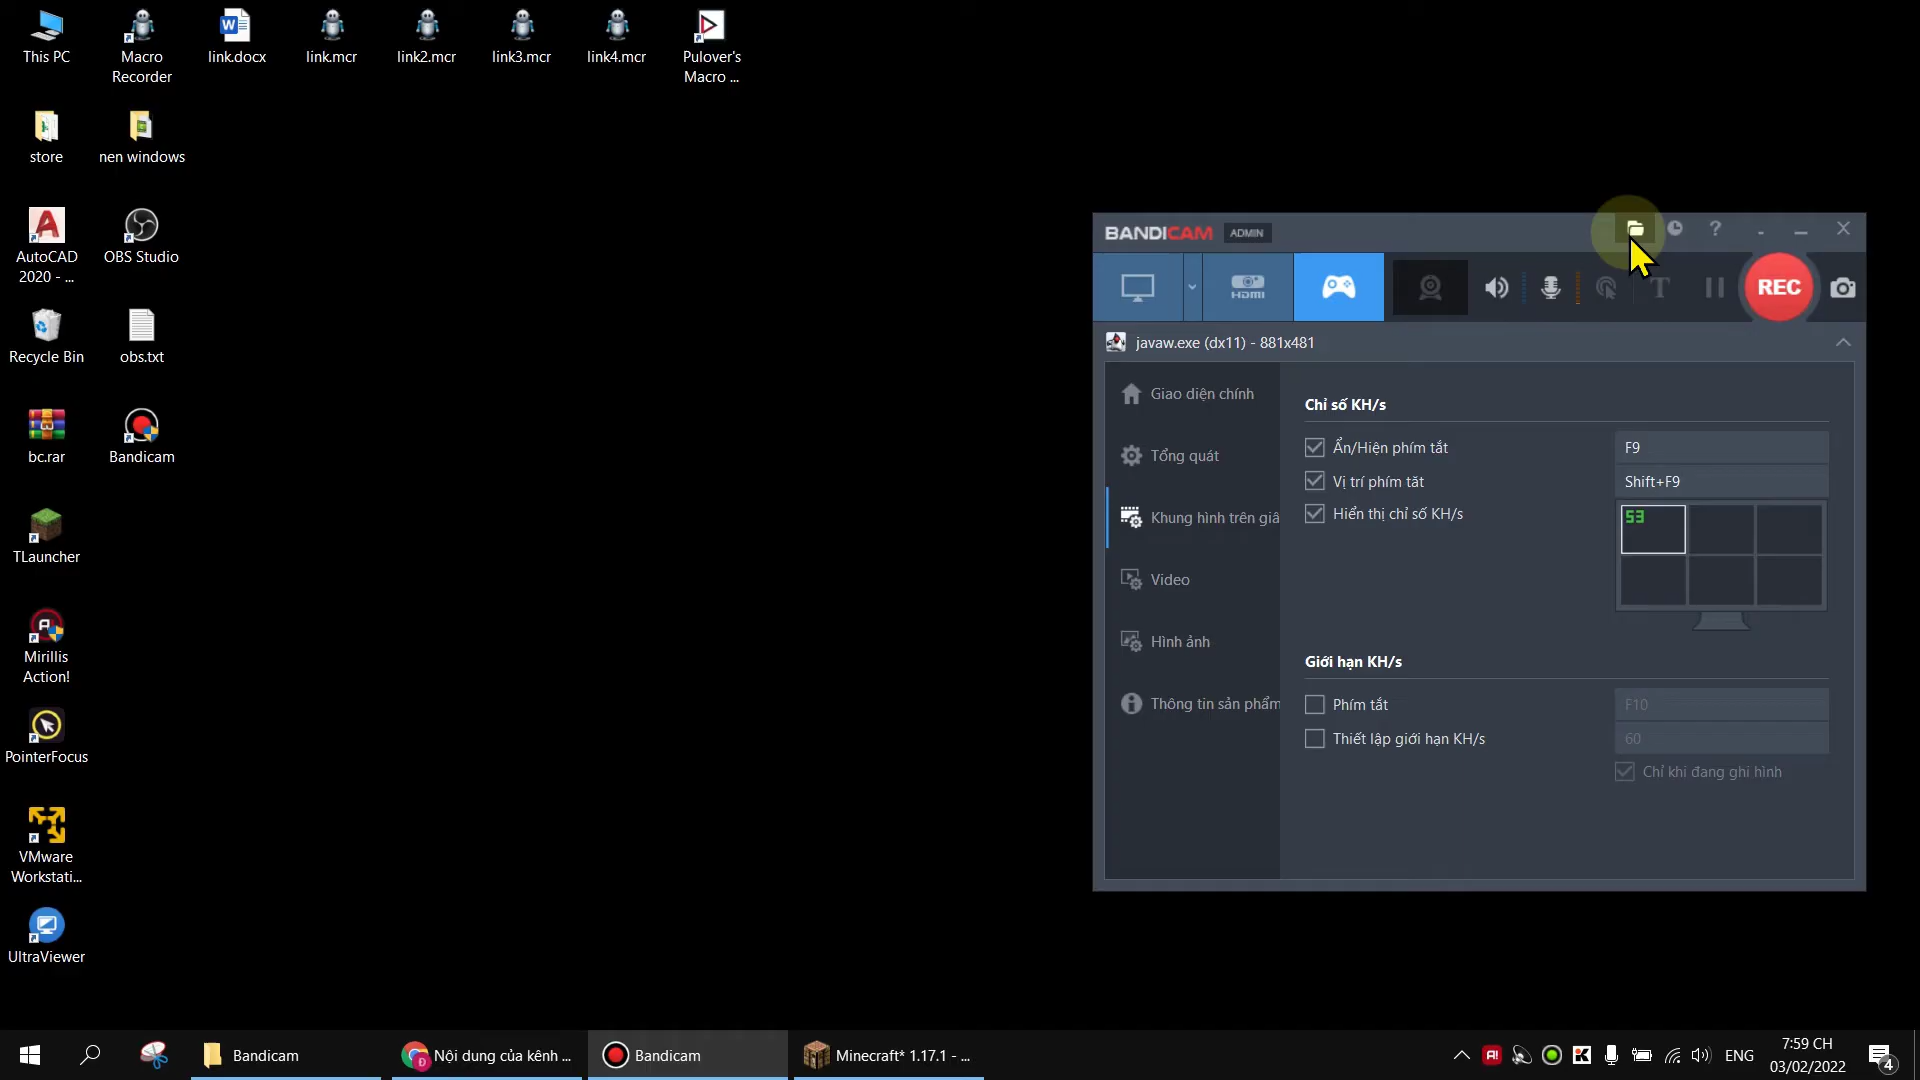 This PC
Macro
Recorder
link.docx
link.mcr
link2.mcr
link3.mcr
link4.mcr
Pulover's
Macro ...
store
nen windows
AutoCAD
2020 - ...
OBS Studio
Recycle Bin
obs.txt
bc.rar
Bandicam
TLauncher
Mirillis
Action!
PointerFocus
VMware
Workstati...
UltraViewer
BANDICAM ADMIN
HDMI
REC
javaw.exe (dx11) - 881x481
Giao diện chính
Tổng quát
Khung hình trên giâ
Video
Hình ảnh
Thông tin sản phẩm
Chỉ số KH/s
Ẩn/Hiện phím tắt F9
Vị trí phím tăt Shift+F9
Hiển thị chỉ số KH/s
53
Giới hạn KH/s
Phím tắt F10
Thiết lập giới hạn KH/s 60
Chỉ khi đang ghi hình
Bandicam
Nội dung của kênh ...
Bandicam
Minecraft* 1.17.1 - ...
ENG
7:59 CH
03/02/2022
4